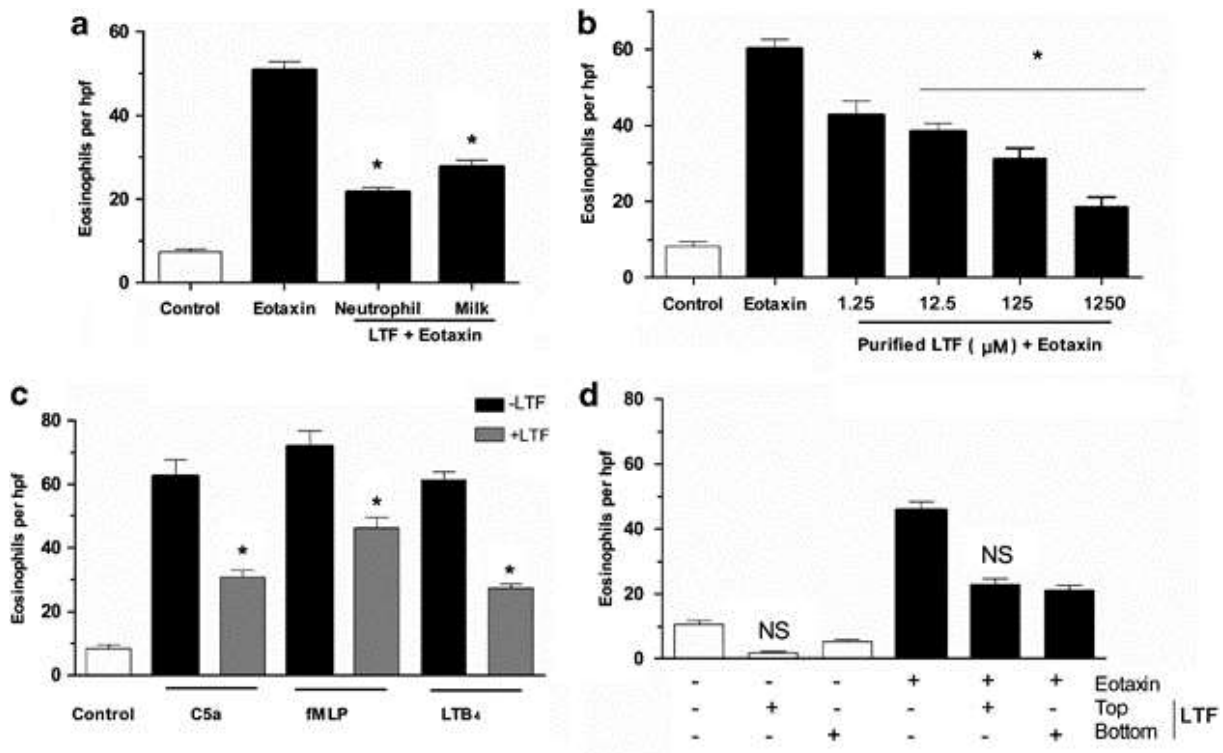 a
60
40
20
0
Eosinophils per hpf
*
*
Control Eotaxin Neutrophil Milk
LTF + Eotaxin
b
60
40
20
0
Eosinophils per hpf
*
Control Eotaxin 1.25 12.5 125 1250
Purified LTF ( µM) + Eotaxin
c
80
60
40
20
0
Eosinophils per hpf
-LTF
+LTF
*
*
*
Control C5a fMLP LTB4
d
80
60
40
20
0
Eosinophils per hpf
NS
NS
- - - + + + Eotaxin
- + - - + - Top
- - + - - + Bottom
LTF